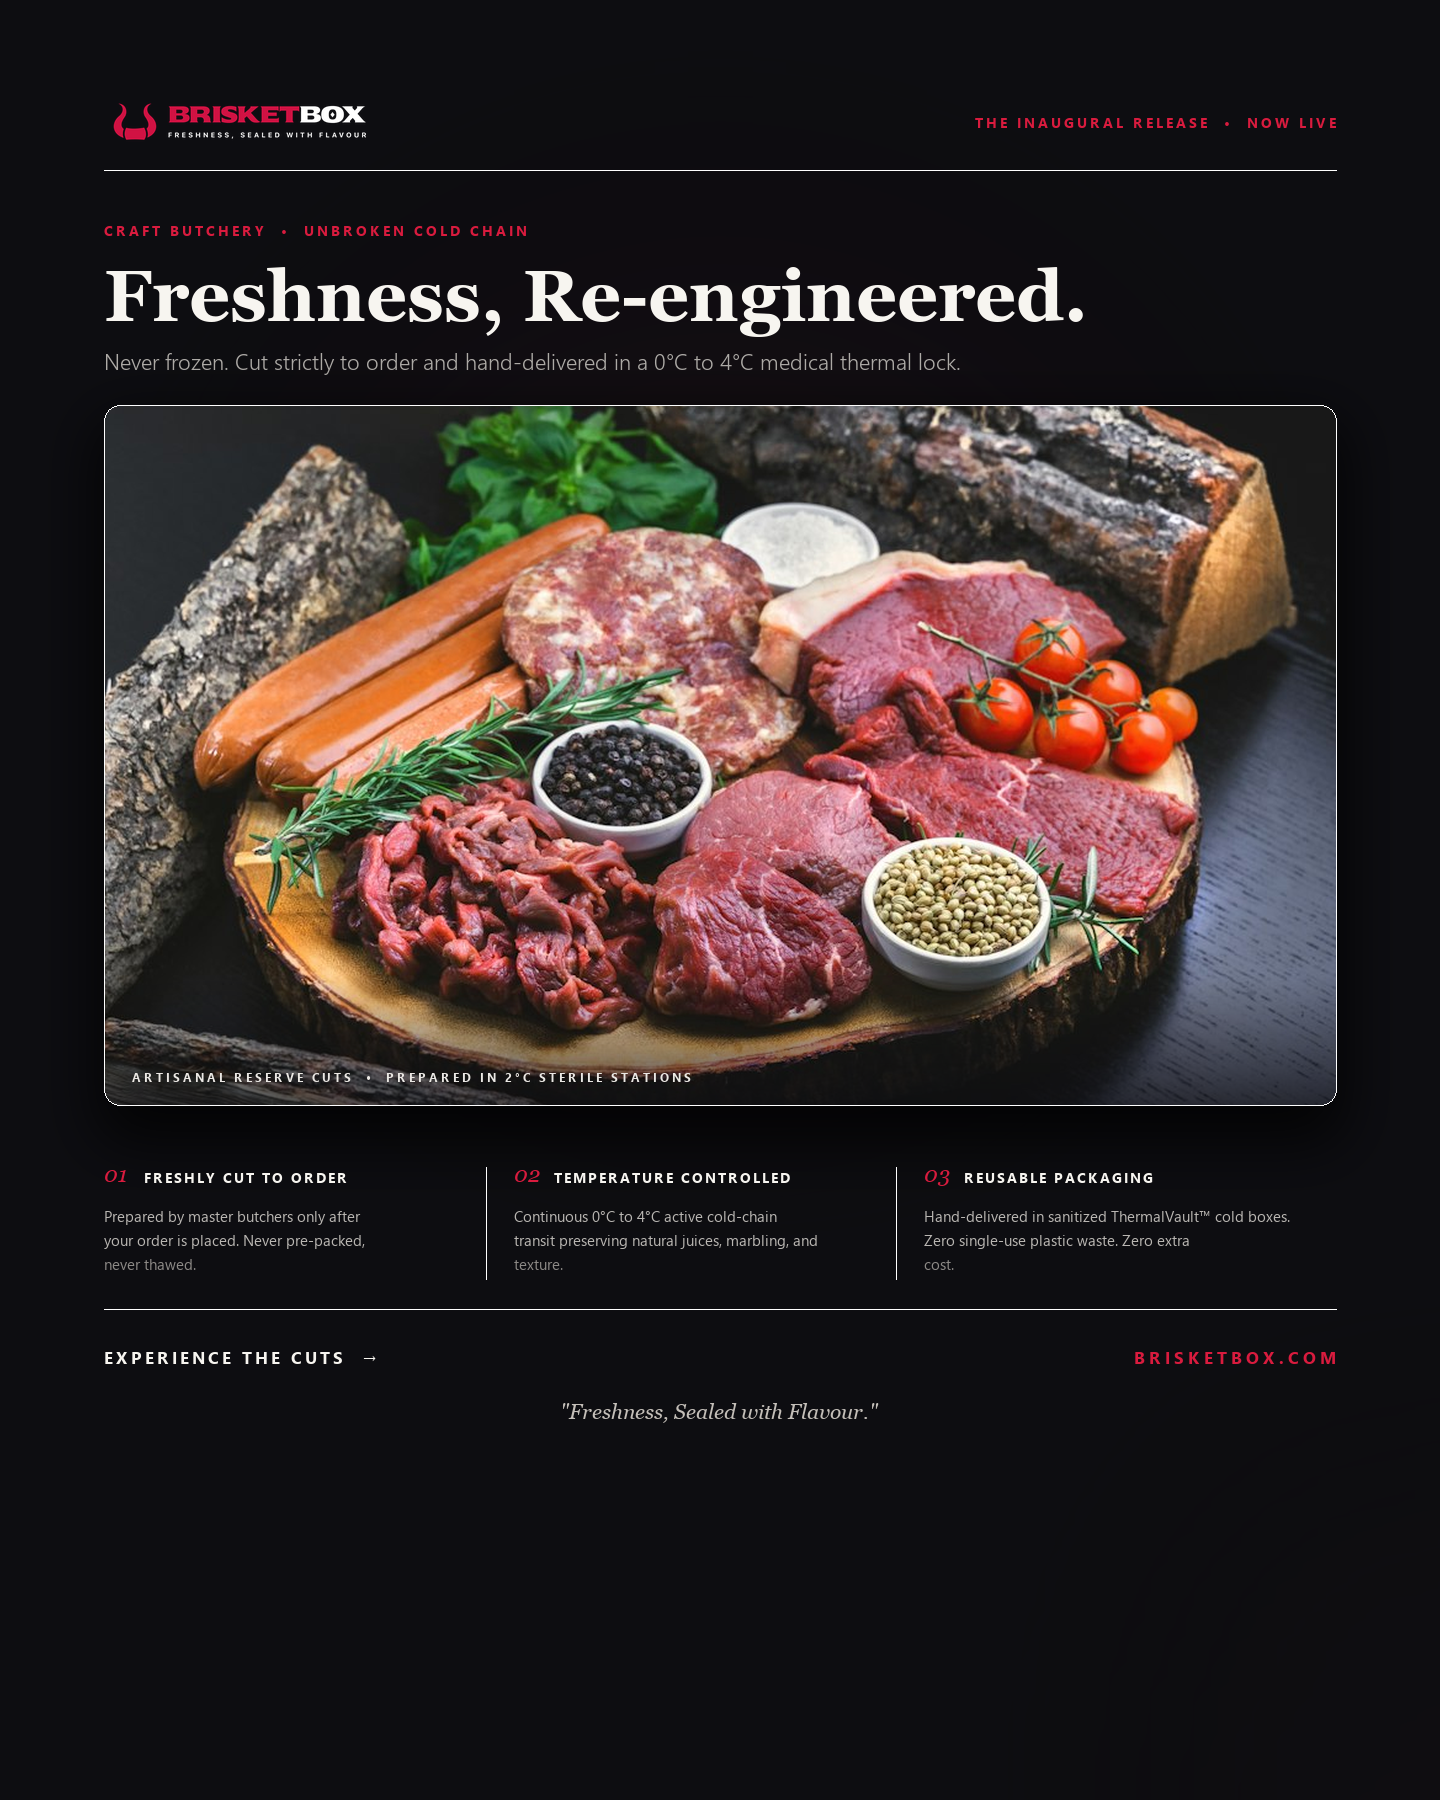 BRISKETBOX
FRESHNESS, SEALED WITH FLAVOUR
THE INAUGURAL RELEASE • NOW LIVE
CRAFT BUTCHERY • UNBROKEN COLD CHAIN
Freshness, Re-engineered.
Never frozen. Cut strictly to order and hand-delivered in a 0°C to 4°C medical thermal lock.
ARTISANAL RESERVE CUTS • PREPARED IN 2°C STERILE STATIONS
01 FRESHLY CUT TO ORDER
Prepared by master butchers only after
your order is placed. Never pre-packed,
never thawed.
02 TEMPERATURE CONTROLLED
Continuous 0°C to 4°C active cold-chain
transit preserving natural juices, marbling, and
texture.
03 REUSABLE PACKAGING
Hand-delivered in sanitized ThermalVault™ cold boxes.
Zero single-use plastic waste. Zero extra
cost.
EXPERIENCE THE CUTS →
BRISKETBOX.COM
"Freshness, Sealed with Flavour."